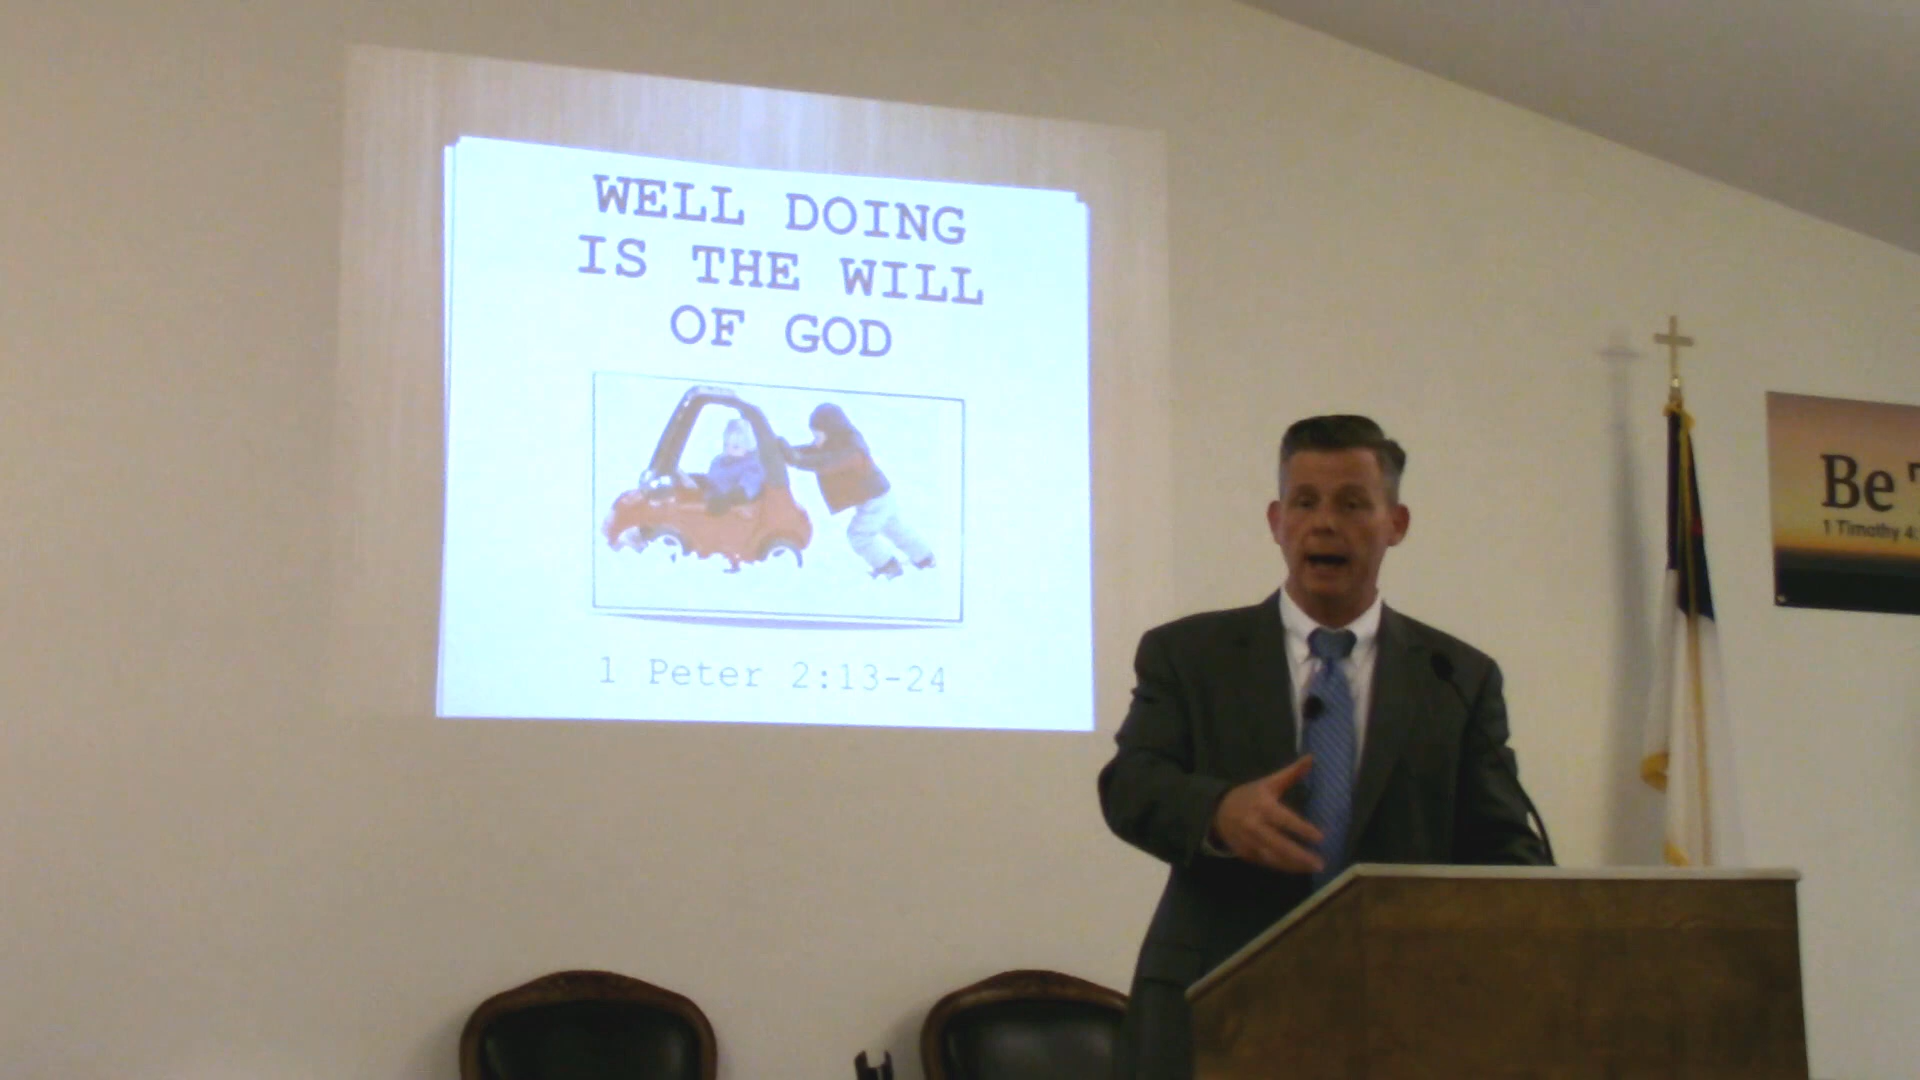 WELL DOING
IS THE WILL
OF GOD
1 Peter 2:13-24
Be
1 Timothy 4: